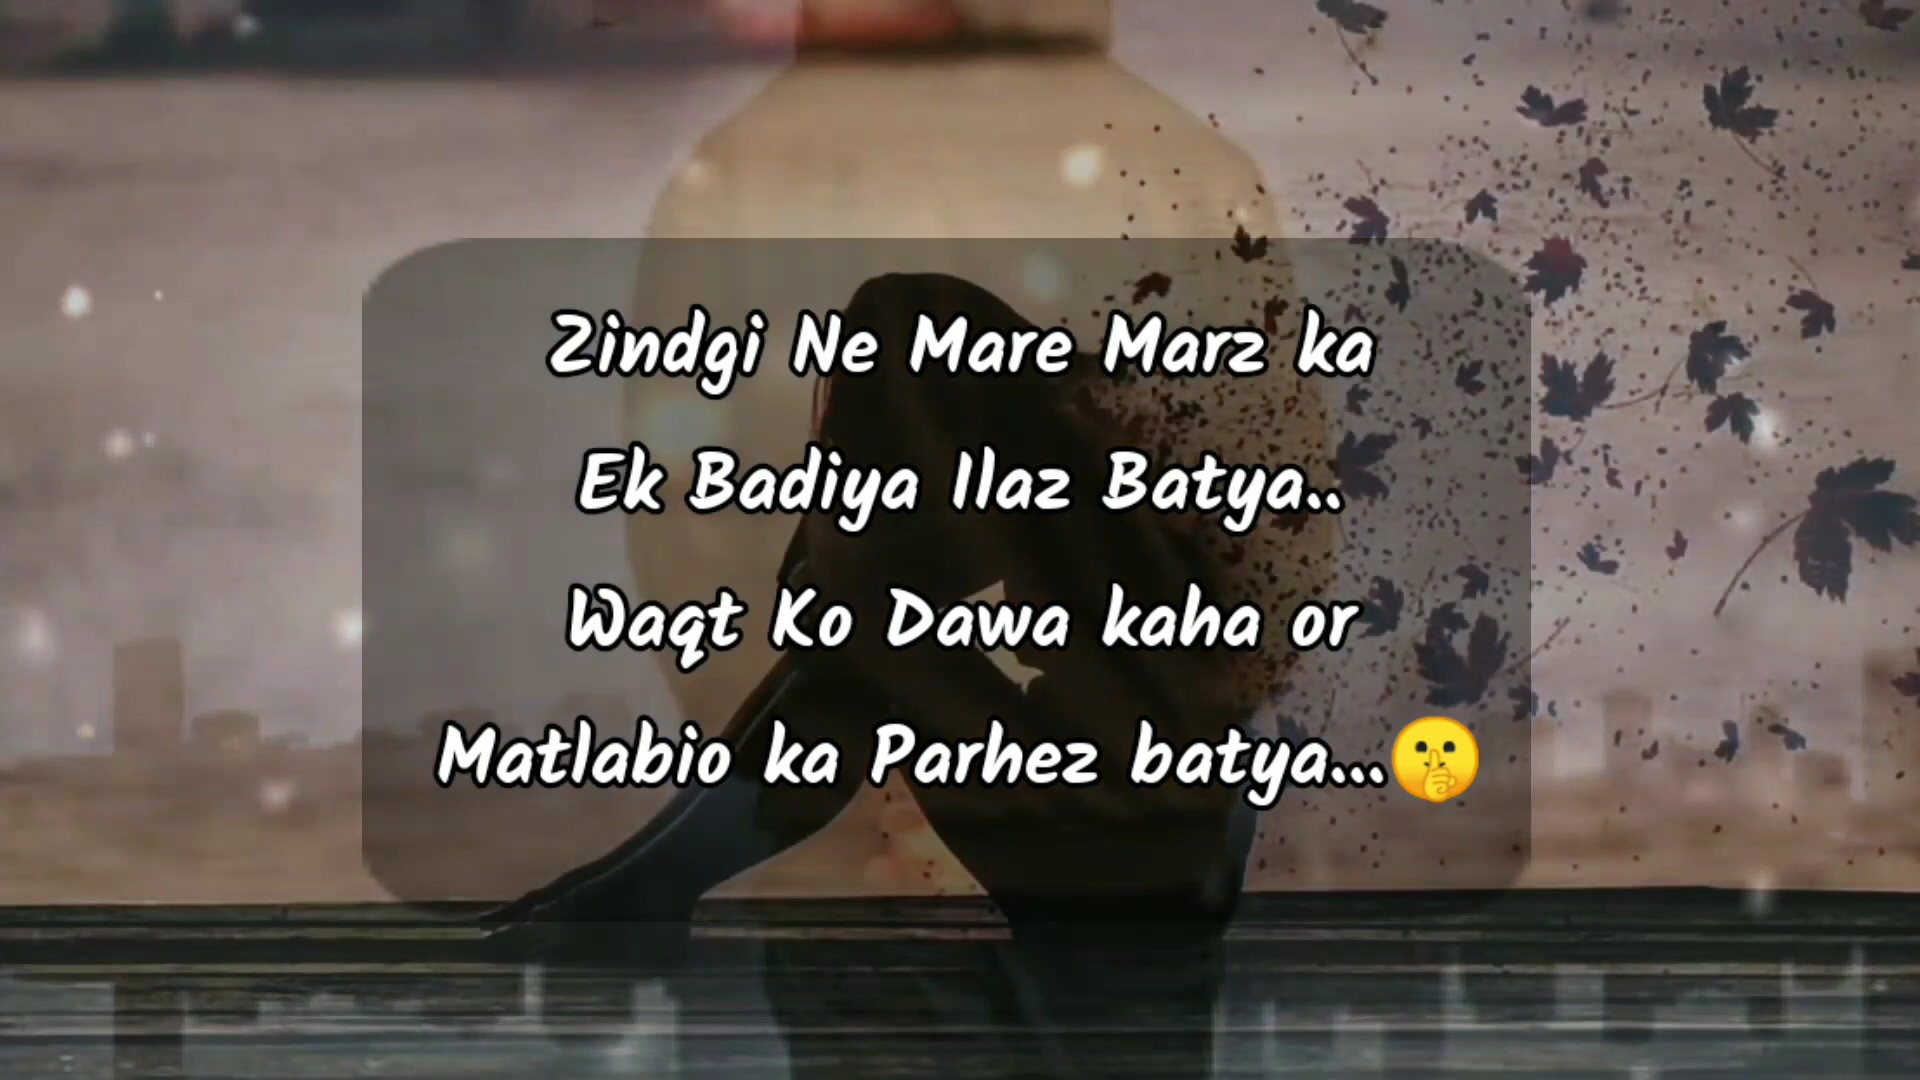 Zindgi Ne Mare Marz ka
Ek Badiya Ilaz Batya..
Waqt Ko Dawa kaha or
Matlabio ka Parhez batya...🤫